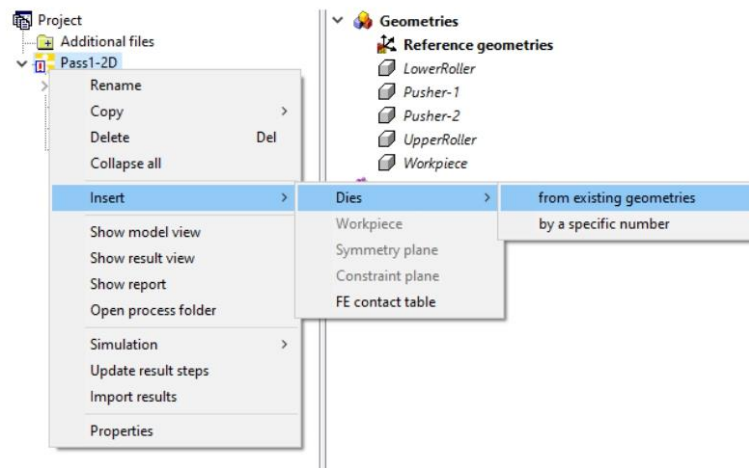 Project
Additional files
Pass1-2D
Rename
Copy
Delete Del
Collapse all
Insert
Show model view
Show result view
Show report
Open process folder
Simulation
Update result steps
Import results
Properties
Dies
Workpiece
Symmetry plane
Constraint plane
FE contact table
from existing geometries
by a specific number
Geometries
Reference geometries
LowerRoller
Pusher-1
Pusher-2
UpperRoller
Workpiece